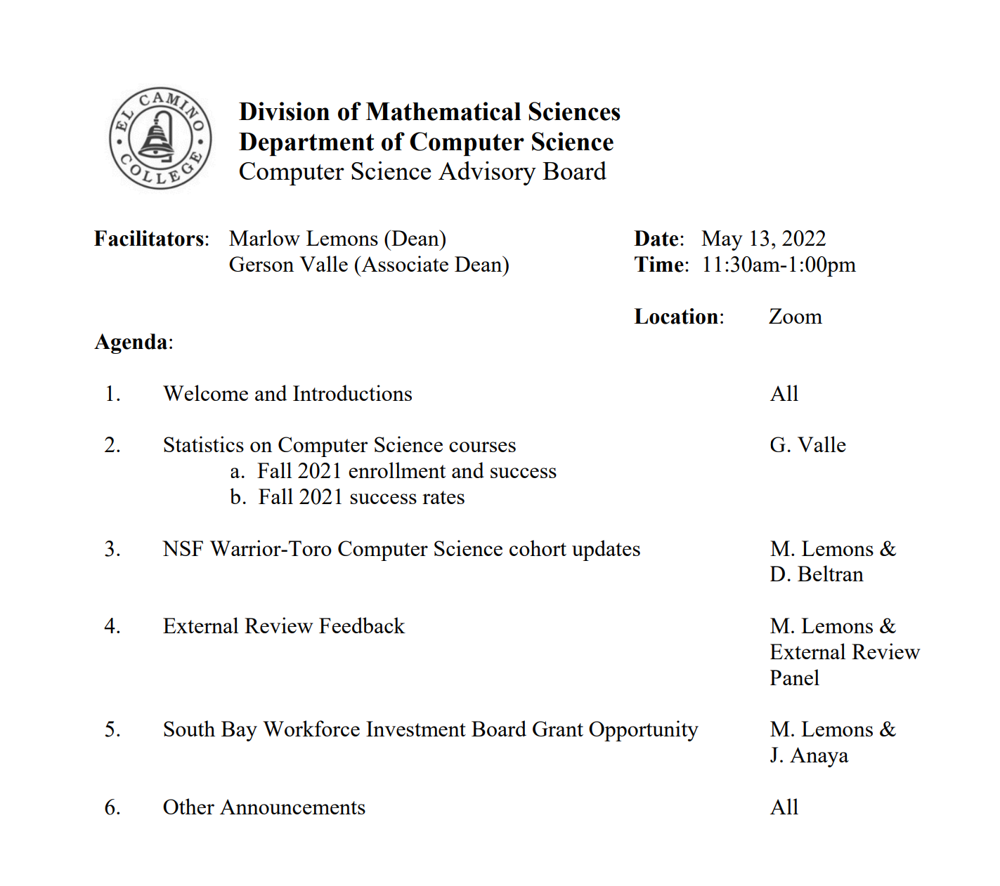 EL CAMINO
COLLEGE
Division of Mathematical Sciences
Department of Computer Science
Computer Science Advisory Board
Facilitators: Marlow Lemons (Dean) Date: May 13, 2022
Gerson Valle (Associate Dean) Time: 11:30am-1:00pm
Location: Zoom
Agenda:
1. Welcome and Introductions All
2. Statistics on Computer Science courses G. Valle
a. Fall 2021 enrollment and success
b. Fall 2021 success rates
3. NSF Warrior-Toro Computer Science cohort updates M. Lemons &
D. Beltran
4. External Review Feedback M. Lemons &
External Review
Panel
5. South Bay Workforce Investment Board Grant Opportunity M. Lemons &
J. Anaya
6. Other Announcements All